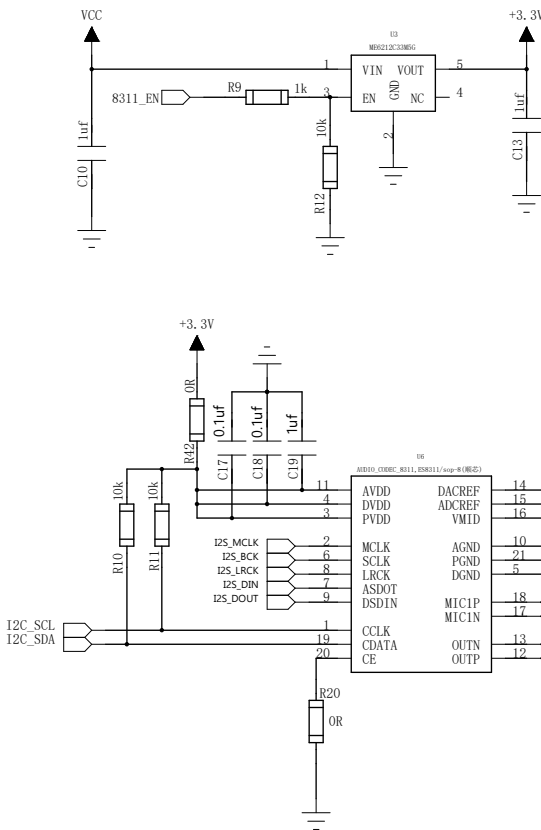 VCC
+3.3V
U3
ME6212C33M5G
1 VIN VOUT 5
8311_EN R9 1k 3 EN GND NC 4
2
1uf
C10
10k
R12
1uf
C13
+3.3V
0R
R42
0.1uf
C17
0.1uf
C18
1uf
C19
U6
AUDIO_CODEC_8311,ES8311/sop-8(顺芯)
10k
R10
10k
R11
11 AVDD DACREF 14
4 DVDD ADCREF 15
3 PVDD VMID 16
I2S_MCLK 2 MCLK AGND 10
I2S_BCK 6 SCLK PGND 21
I2S_LRCK 8 LRCK DGND 5
I2S_DIN 7 ASDOT
I2S_DOUT 9 DSDIN MIC1P 18
MIC1N 17
I2C_SCL 1 CCLK
I2C_SDA 19 CDATA OUTN 13
20 CE OUTP 12
R20
0R